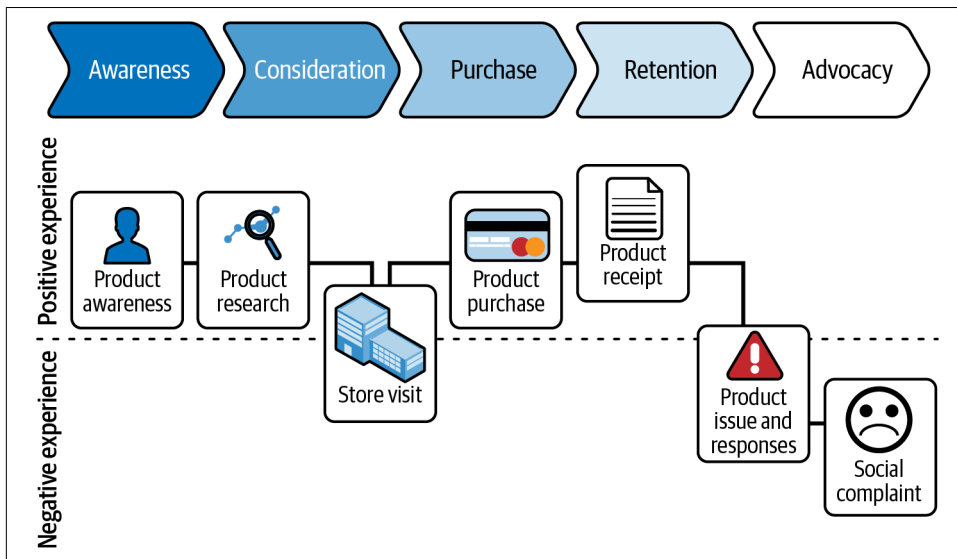 Awareness
Consideration
Purchase
Retention
Advocacy
Positive experience
Negative experience
Product
awareness
Product
research
Store visit
Product
purchase
Product
receipt
Product
issue and
responses
Social
complaint